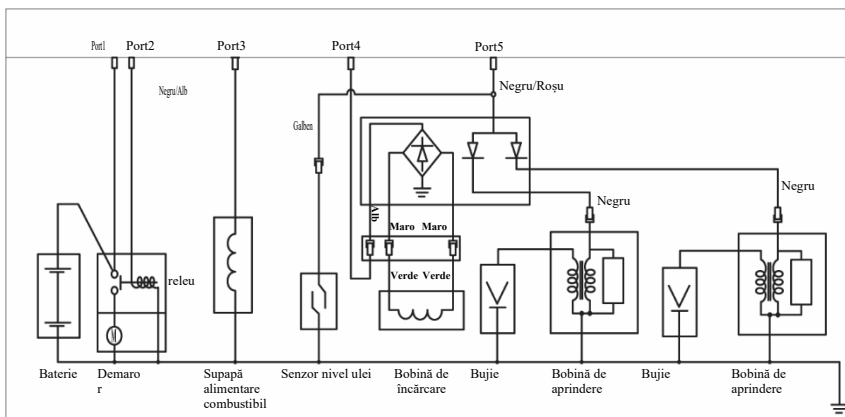 Port1
Port2
Port3
Port4
Port5
Negru/Alb
Negru/Roșu
Galben
Alb
Maro Maro
Negru
Negru
Verde Verde
releu
M
Baterie
Demaro
r
Supapă
alimentare
combustibil
Senzor nivel ulei
Bobină de
încărcare
Bujie
Bobină de
aprindere
Bujie
Bobină de
aprindere